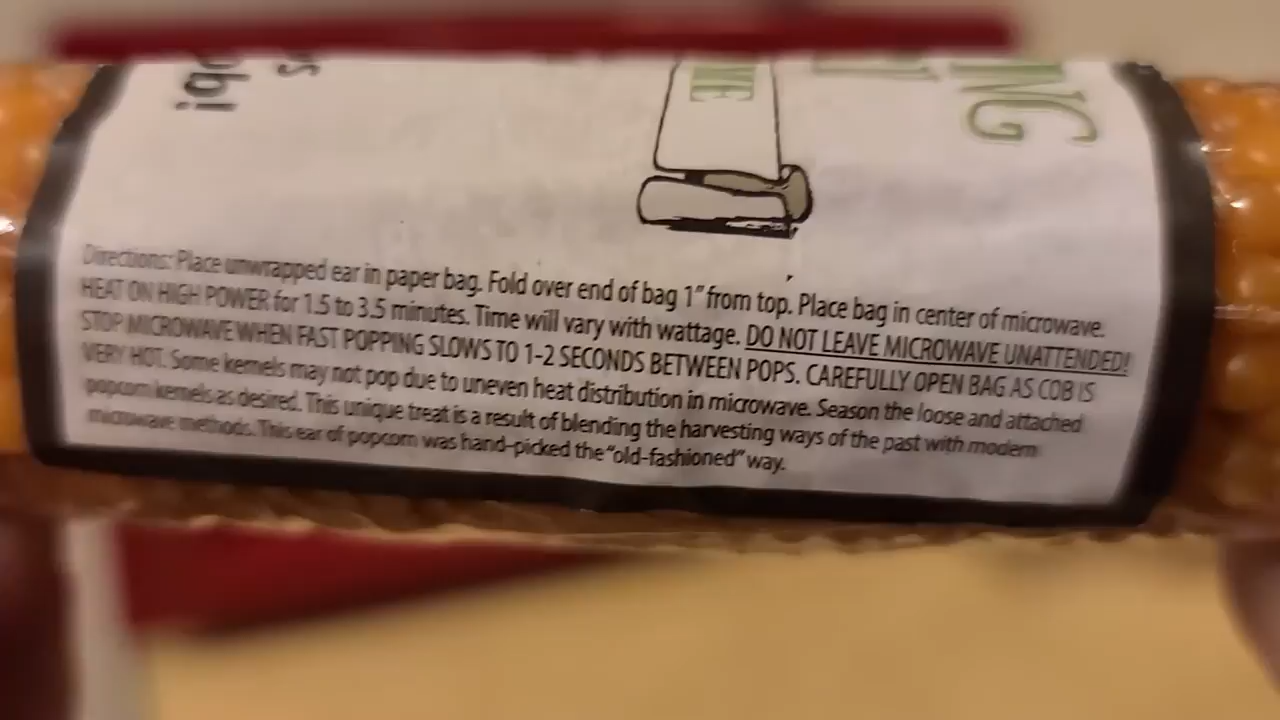 Directions: Place unwrapped ear in paper bag. Fold over end of bag 1" from top. Place bag in center of microwave.
HEAT ON HIGH POWER for 1.5 to 3.5 minutes. Time will vary with wattage. DO NOT LEAVE MICROWAVE UNATTENDED!
STOP MICROWAVE WHEN FAST POPPING SLOWS TO 1-2 SECONDS BETWEEN POPS. CAREFULLY OPEN BAG AS COB IS
VERY HOT. Some kernels may not pop due to uneven heat distribution in microwave. Season the loose and attached
popcorn kernels as desired. This unique treat is a result of blending the harvesting ways of the past with modern
microwave methods. This ear of popcorn was hand-picked the "old-fashioned" way.